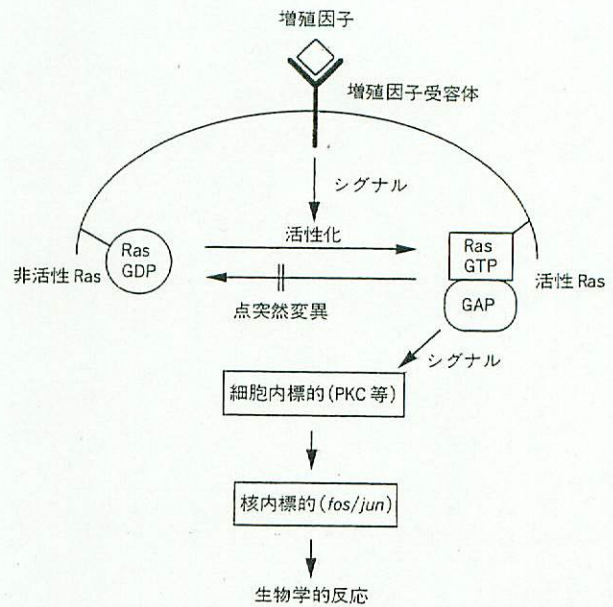 増殖因子
増殖因子受容体
シグナル
活性化
Ras
GDP
非活性 Ras
Ras
GTP
活性 Ras
GAP
点突然変異
シグナル
細胞内標的(PKC 等)
核内標的(fos/jun)
生物学的反応